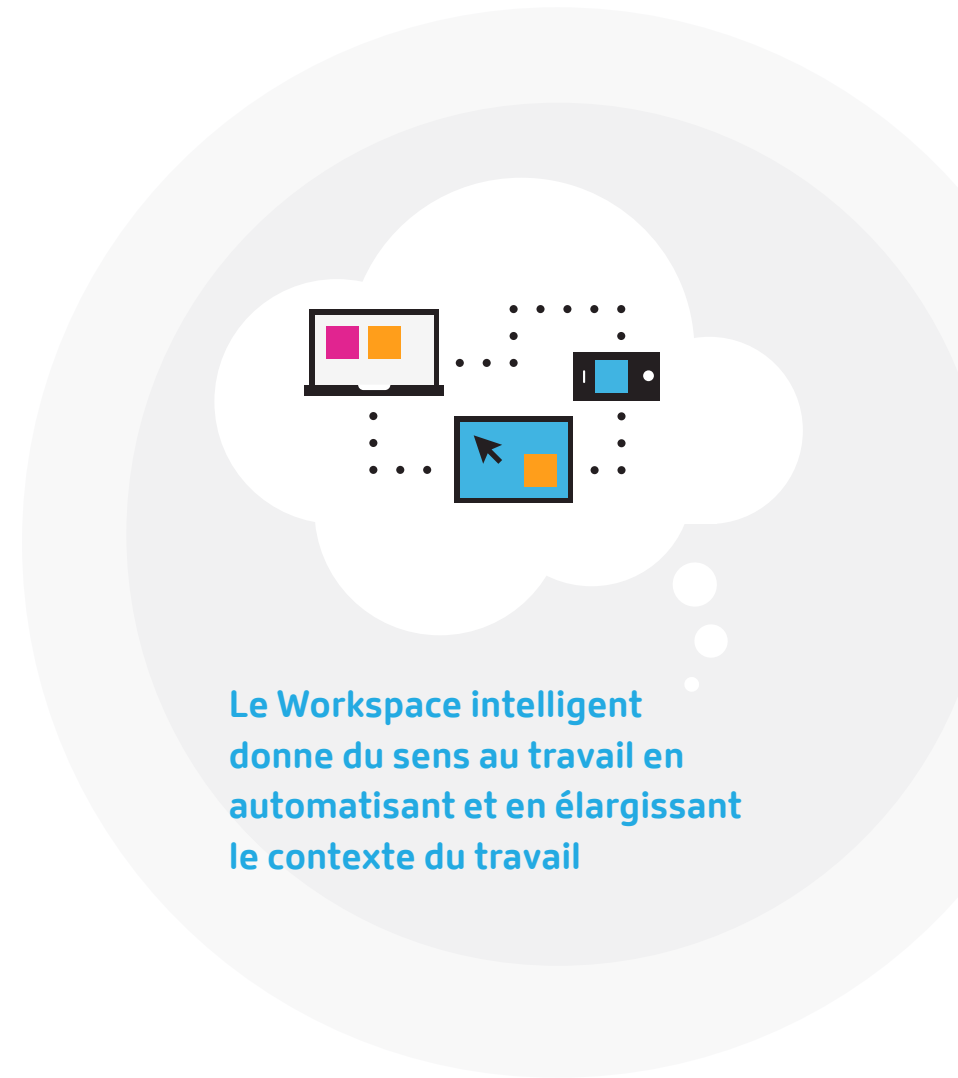 Le Workspace intelligent
donne du sens au travail en
automatisant et en élargissant
le contexte du travail